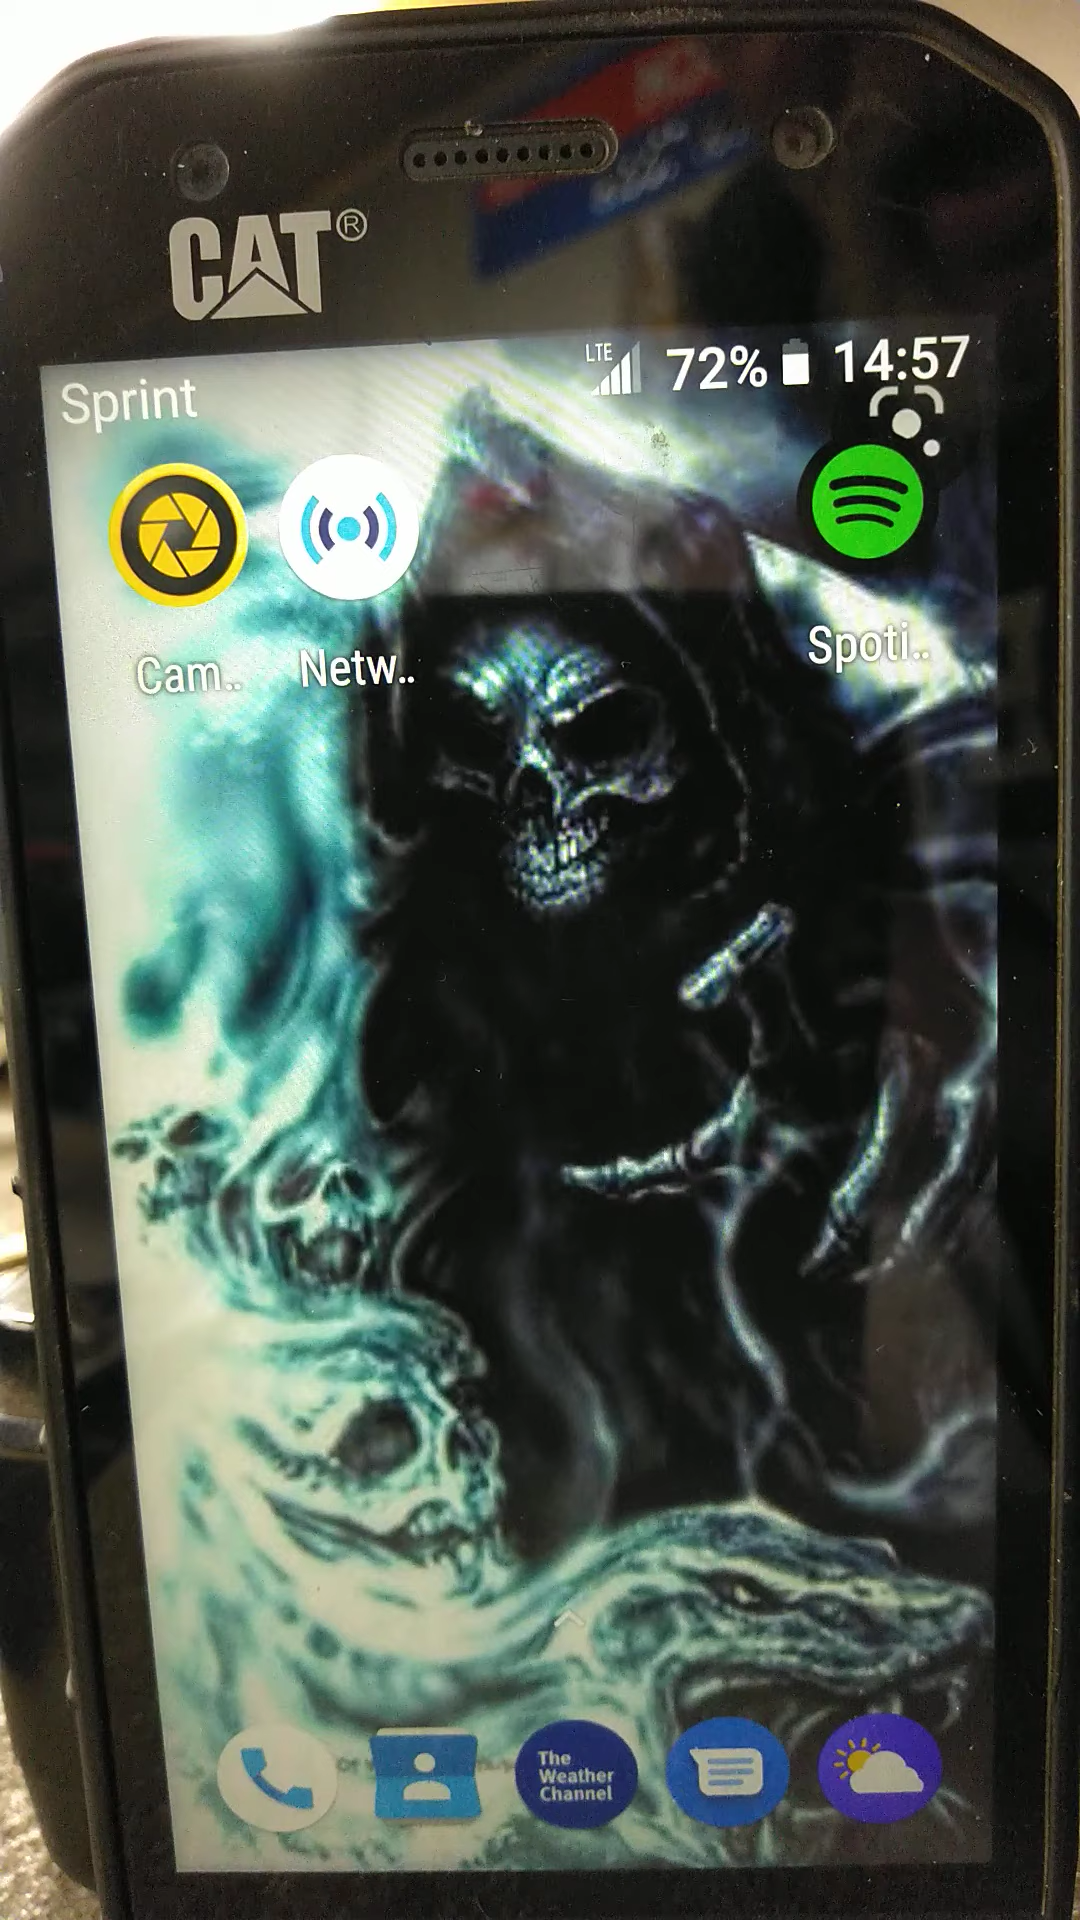 CAT®
LTE 72% 14:57
Sprint
Cam..
Netw..
Spoti..
The
Weather
Channel